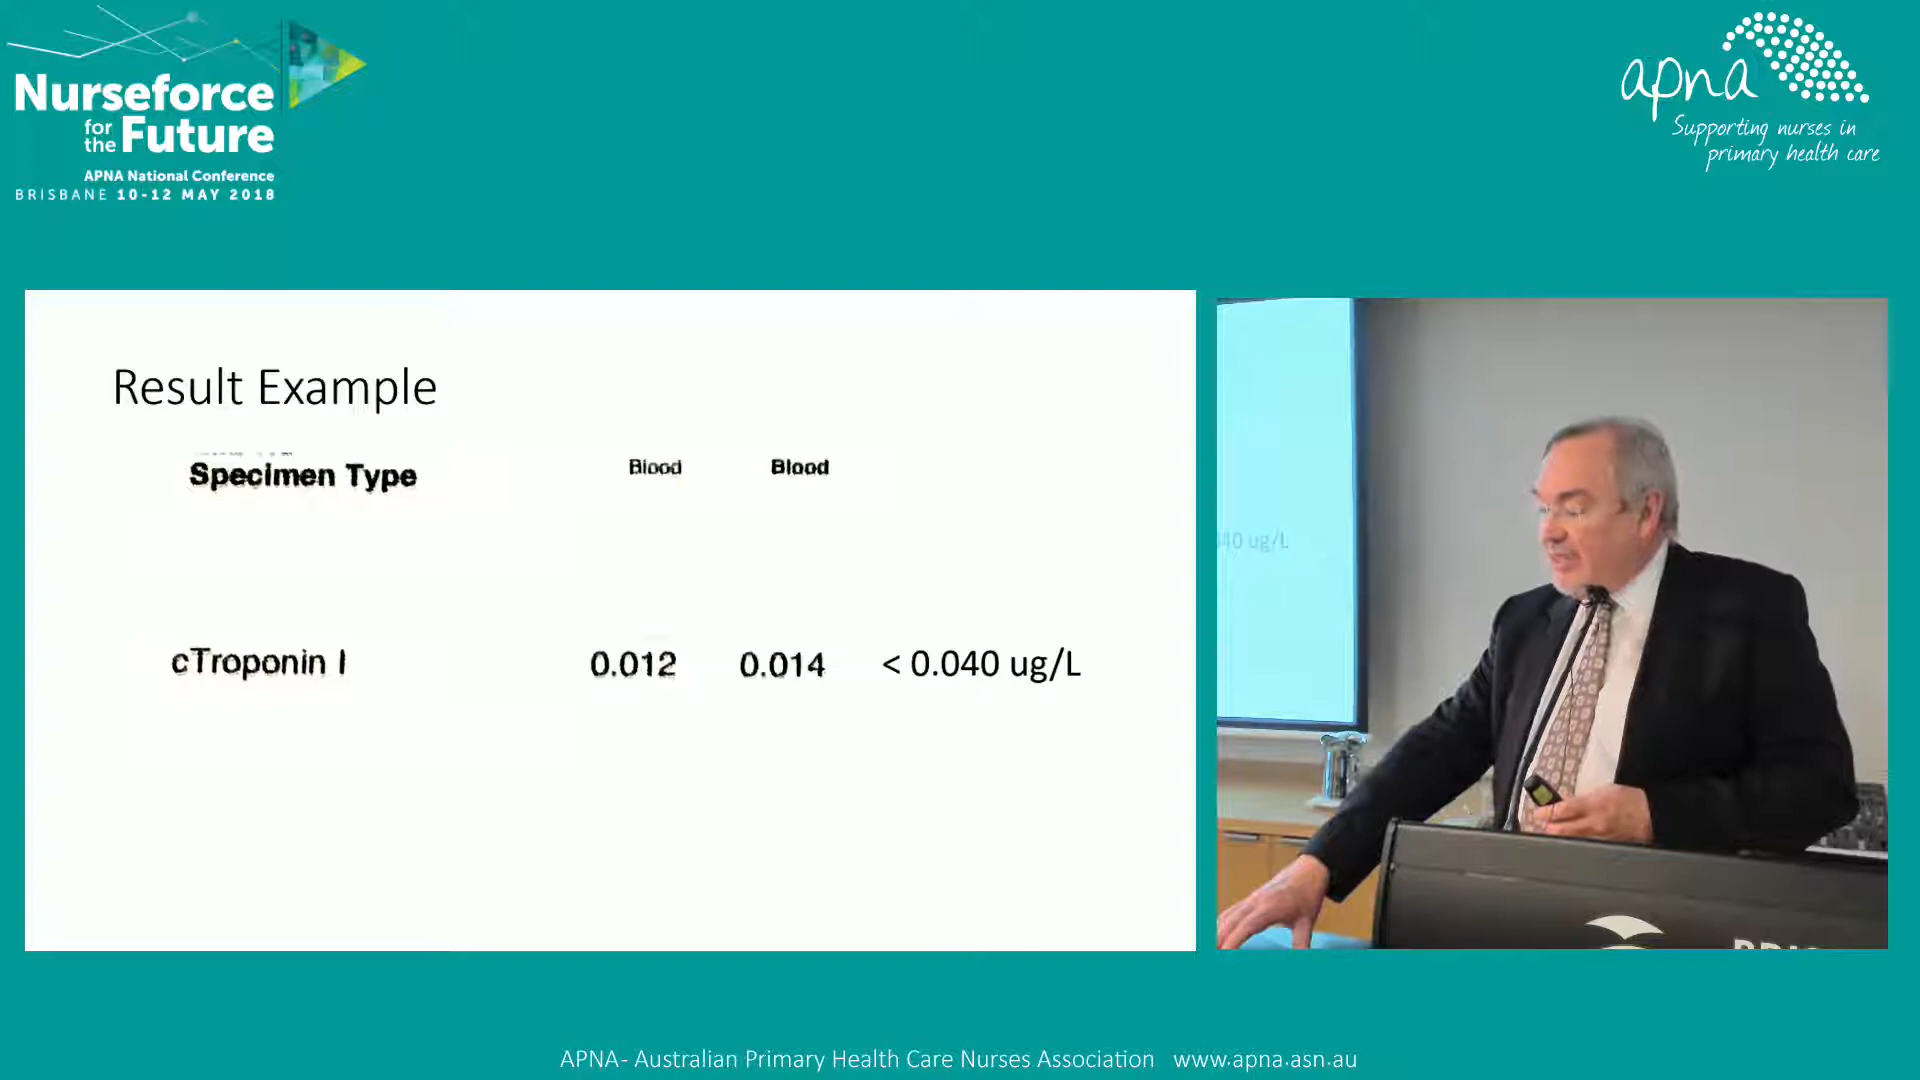 Nurseforce
for
the Future
APNA National Conference
BRISBANE 10-12 MAY 2018
apna
Supporting nurses in
primary health care
Result Example
Specimen Type Blood Blood
cTroponin I 0.012 0.014 < 0.040 ug/L
40 ug/L
APNA- Australian Primary Health Care Nurses Association www.apna.asn.au